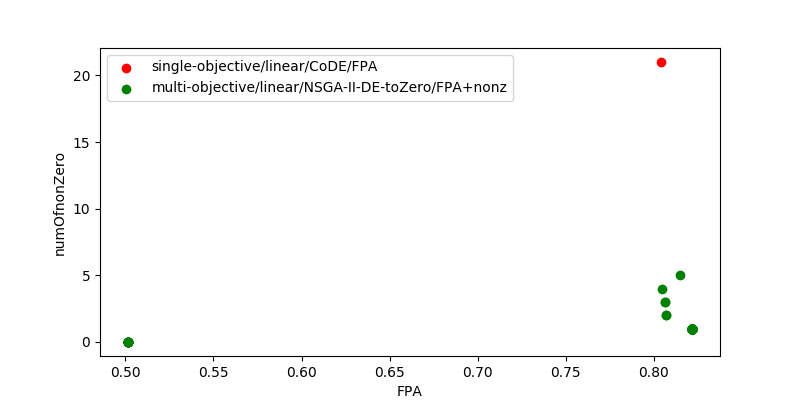 single-objective/linear/CoDE/FPA
multi-objective/linear/NSGA-II-DE-toZero/FPA+nonz
20
15
10
5
0
numOfnonZero
0.50 0.55 0.60 0.65 0.70 0.75 0.80
FPA